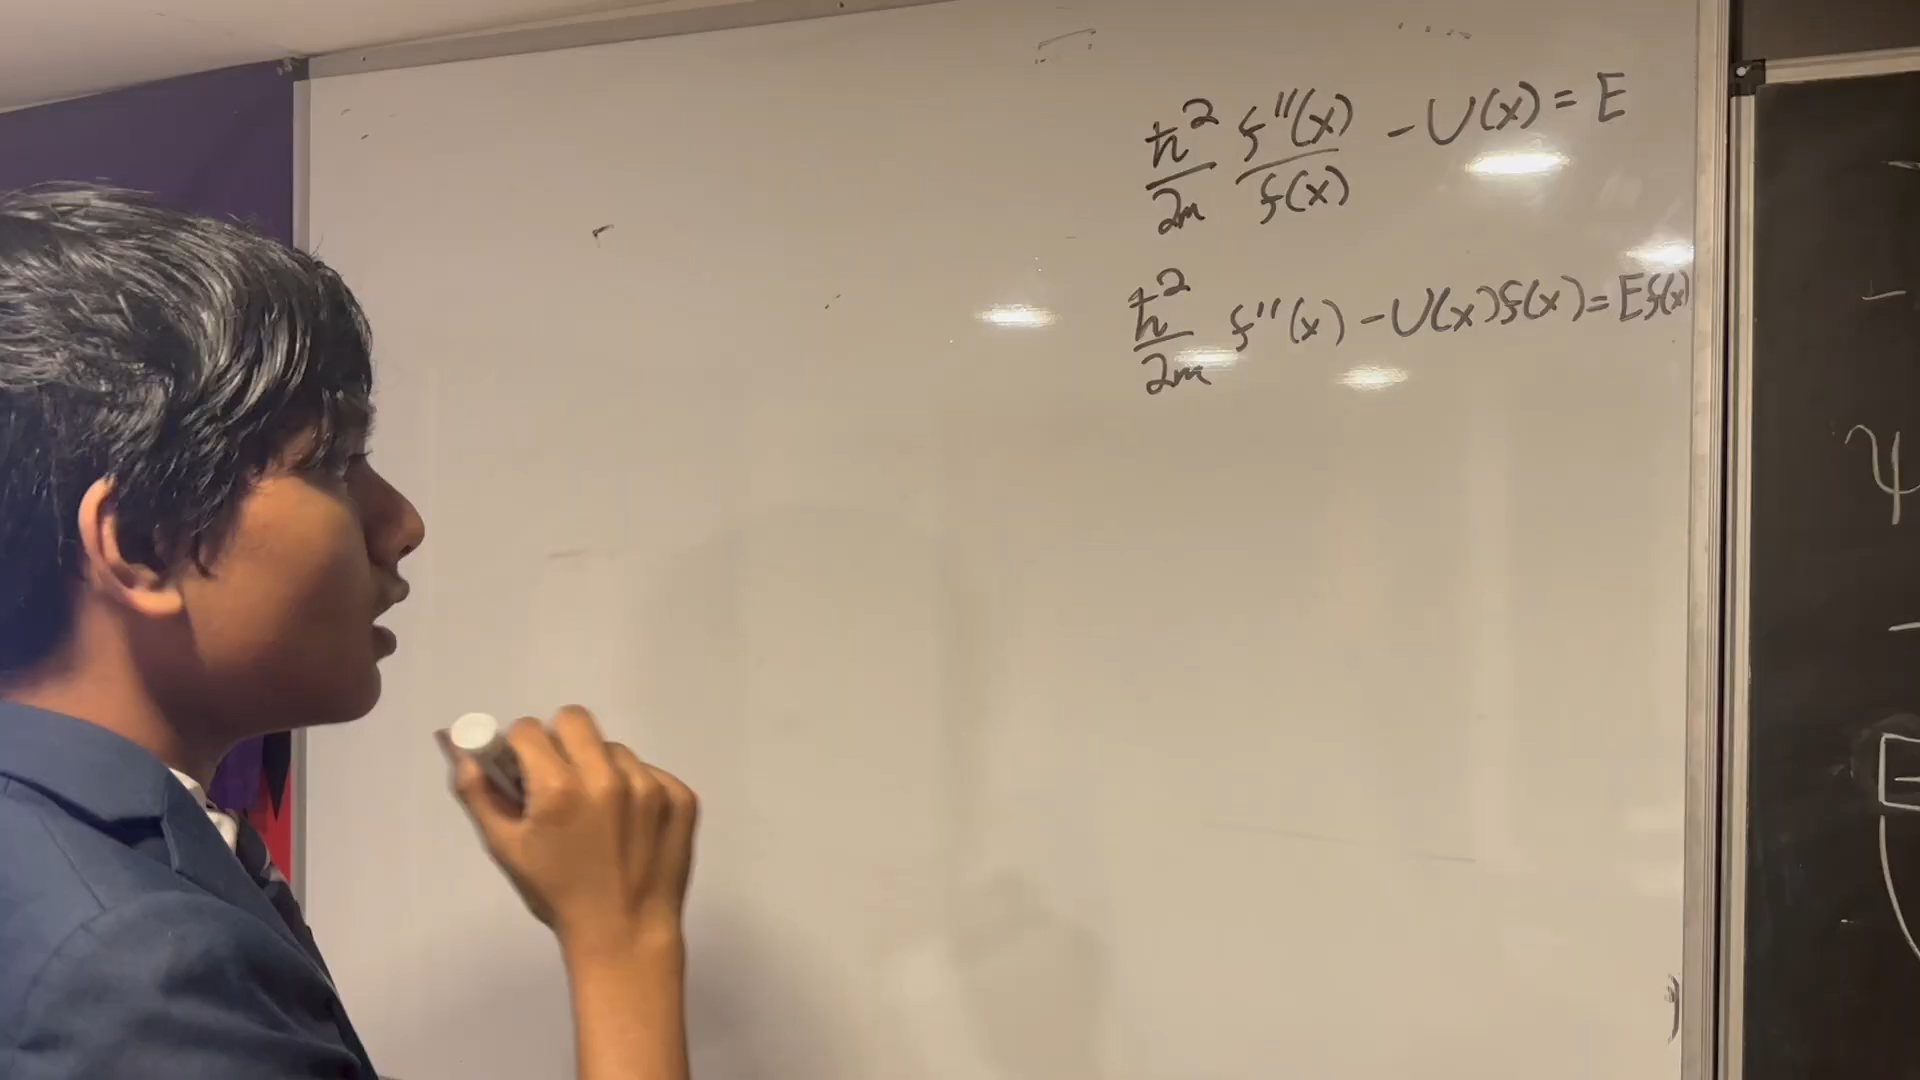 ħ²/2m f''(x)/f(x) - U(x) = E
ħ²/2m f''(x) - U(x)f(x) = Ef(x)
ψ